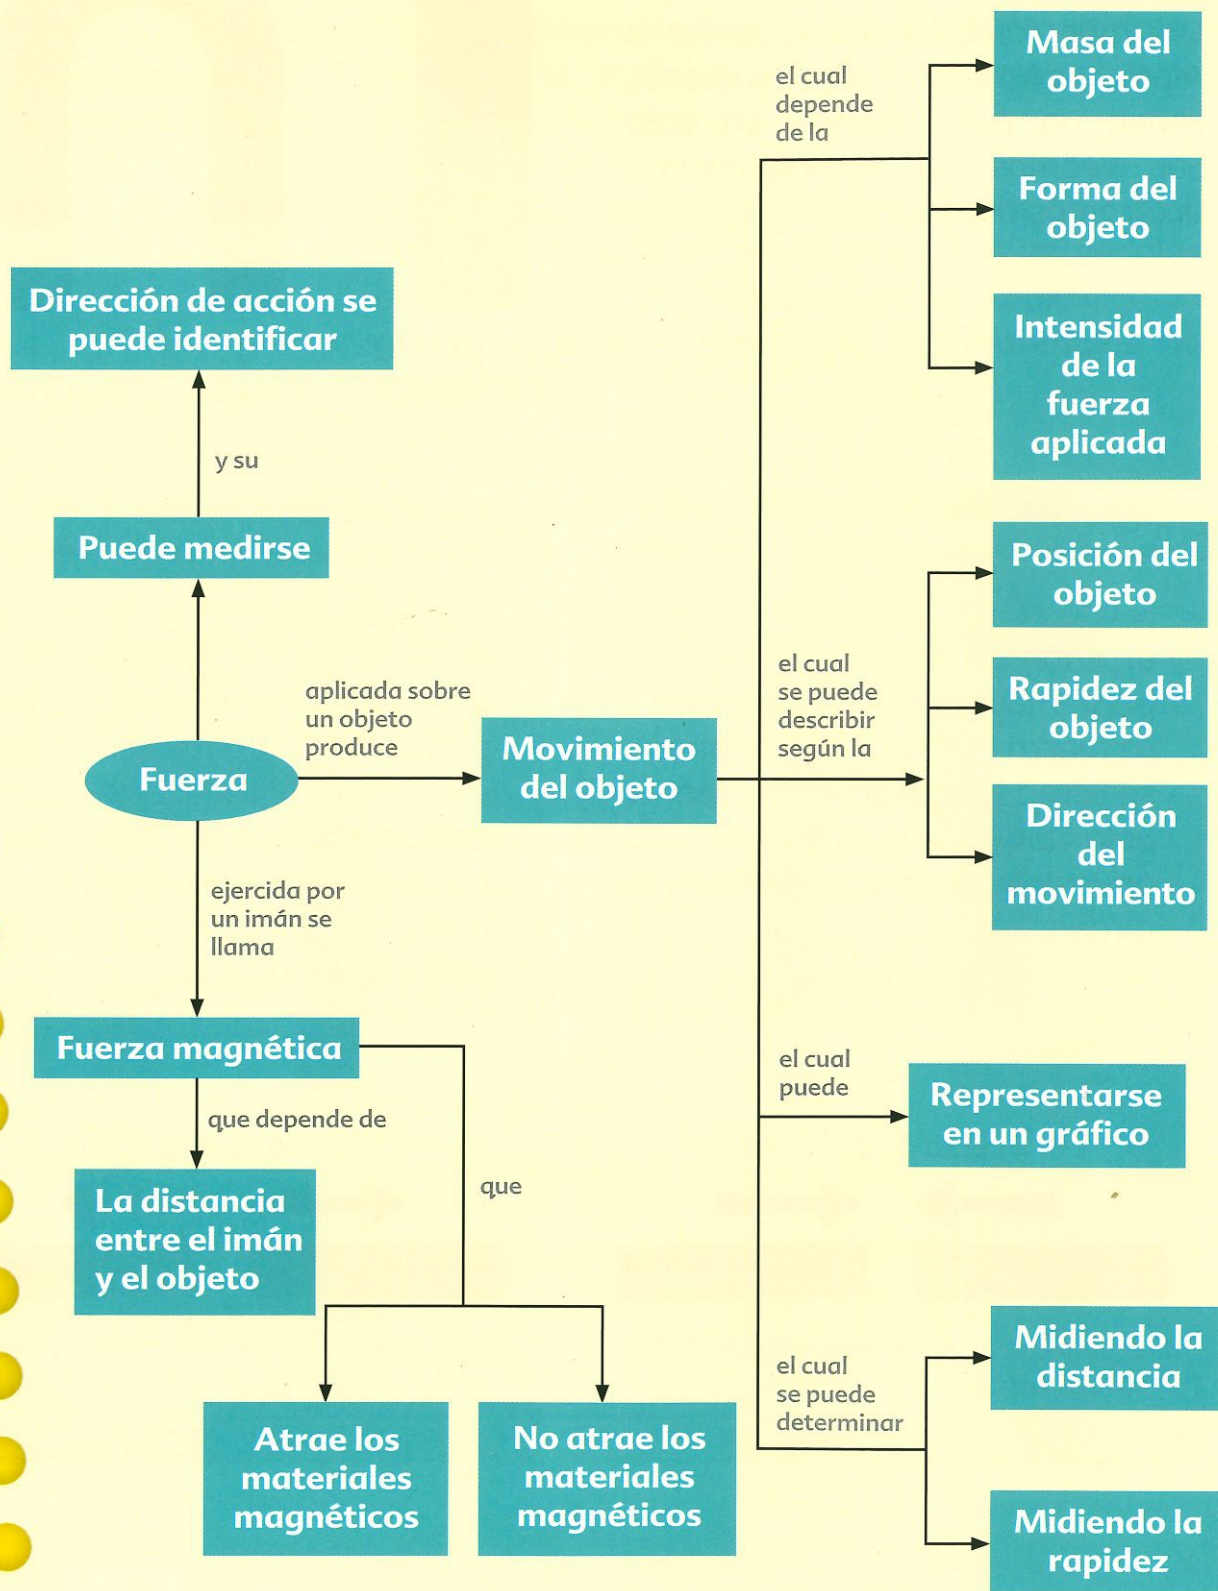 el cual
depende
de la
Masa del
objeto
Forma del
objeto
Intensidad
de la
fuerza
aplicada
Dirección de acción se
puede identificar
y su
Puede medirse
Fuerza
aplicada sobre
un objeto
produce
Movimiento
del objeto
el cual
se puede
describir
según la
Posición del
objeto
Rapidez del
objeto
Dirección
del
movimiento
ejercida por
un imán se
llama
Fuerza magnética
que depende de
La distancia
entre el imán
y el objeto
que
Atrae los
materiales
magnéticos
No atrae los
materiales
magnéticos
el cual
puede
Representarse
en un gráfico
el cual
se puede
determinar
Midiendo la
distancia
Midiendo la
rapidez